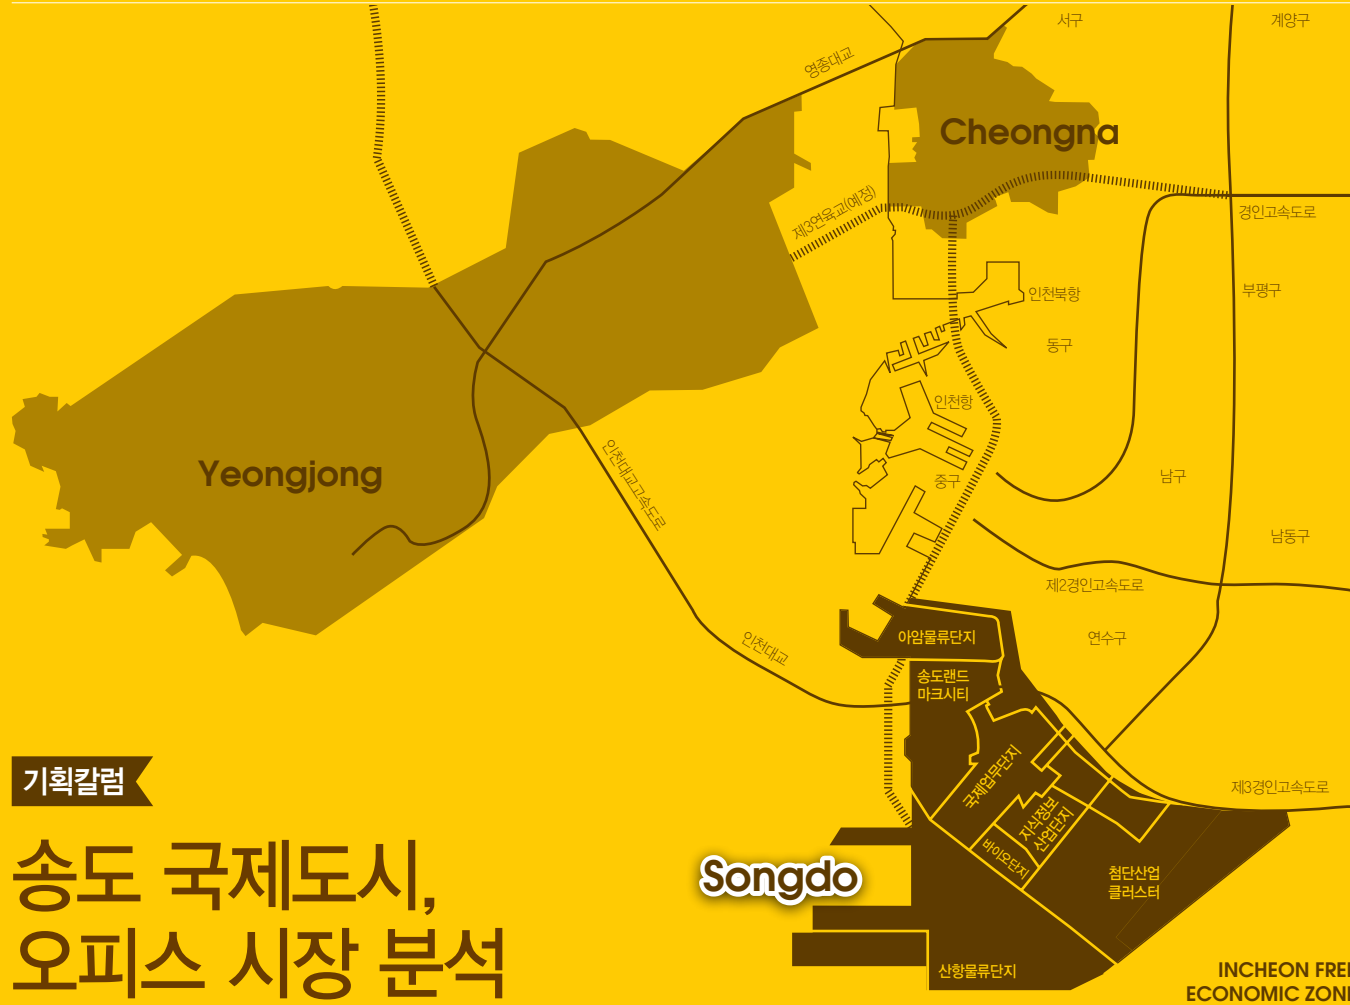 서구
계양구
영종대교
Cheongna
제3연육교(예정)
경인고속도로
인천북항
부평구
동구
인천항
Yeongjong
인천대교고속도로
중구
남구
남동구
제2경인고속도로
아암물류단지
연수구
인천대교
송도랜드
마크시티
국제업무단지
제3경인고속도로
지식정보
산업단지
바이오단지
첨단산업
클러스터
Songdo
산항물류단지
기획칼럼
송도 국제도시,
오피스 시장 분석
INCHEON FREE
ECONOMIC ZONE